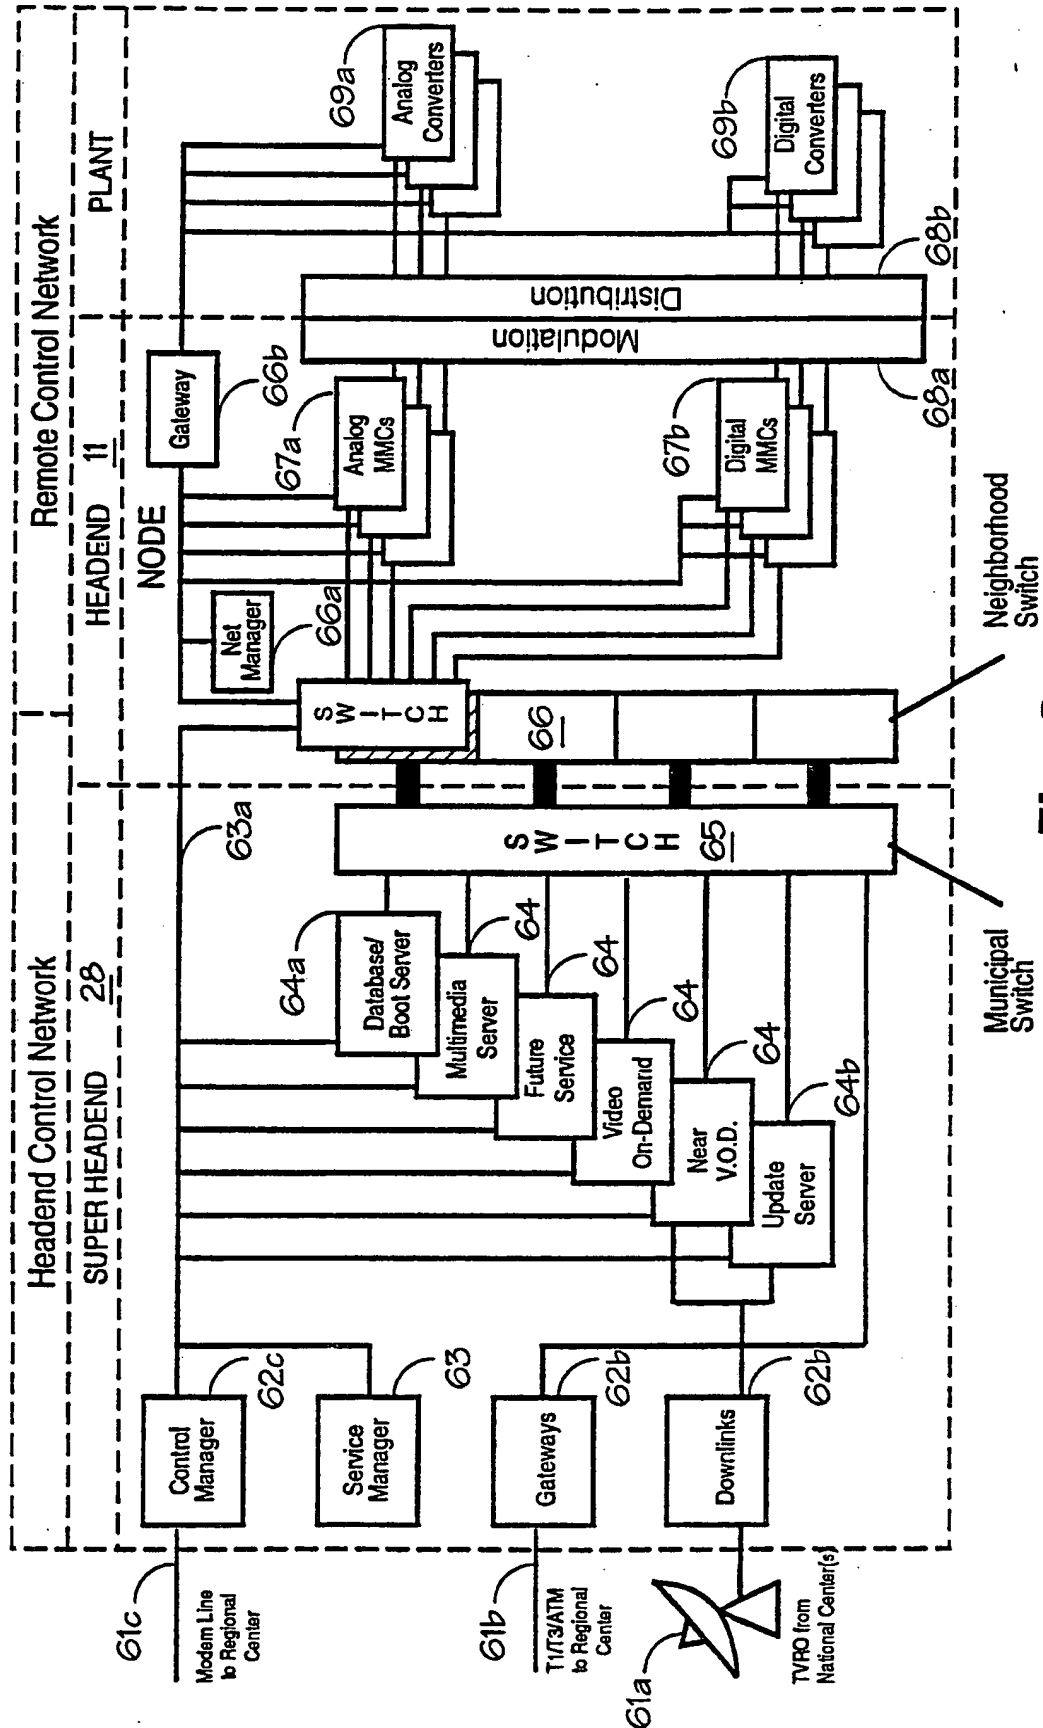 Headend Control Network
Remote Control Network
SUPER HEADEND
28
HEADEND
11
PLANT
NODE
61c
Modem Line
to Regional
Center
Control
Manager
62c
63a
Service
Manager
63
61b
T1/T3/ATM
to Regional
Center
Gateways
62b
61a
TVRO from
National Center(s)
Downlinks
62b
64a
Database/
Boot Server
Multimedia
Server
64
Future
Service
64
Video
On-Demand
64
Near
V.O.D.
64
Update
Server
64b
SWITCH
65
Municipal
Switch
SWITCH
66
Neighborhood
Switch
Net
Manager
66a
Gateway
66b
67a
Analog
MMCs
67b
Digital
MMCs
Modulation
68a
Distribution
68b
69a
Analog
Converters
69b
Digital
Converters